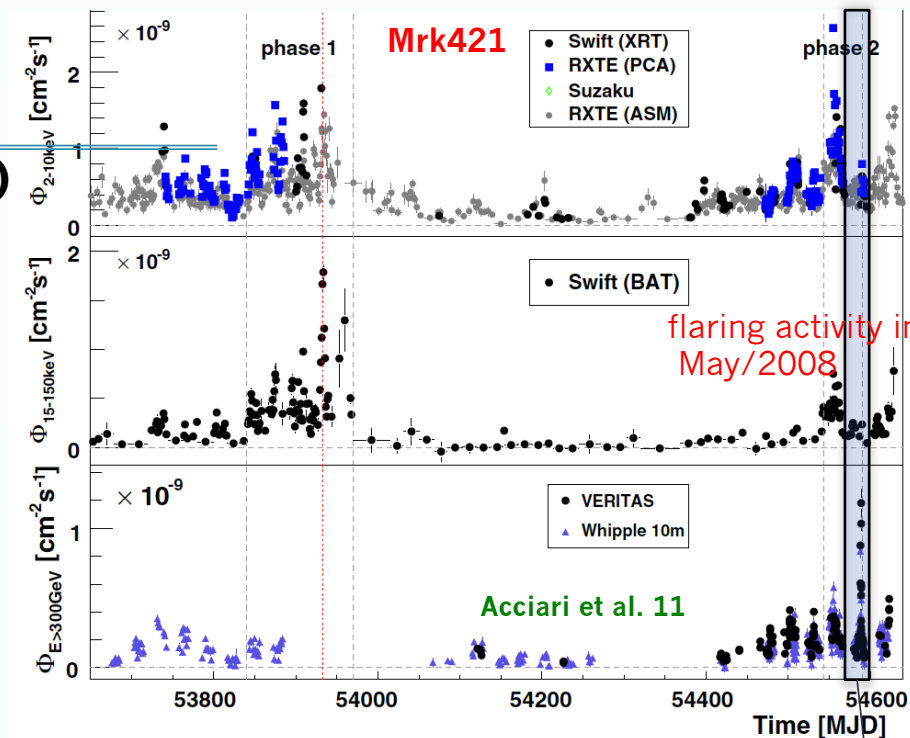 × 10⁻⁹
phase 1
Mrk421
phase 2
Swift (XRT)
RXTE (PCA)
Suzaku
RXTE (ASM)
2
1
0
)
Φ2-10keV [cm⁻²s⁻¹]
2
× 10⁻⁹
Swift (BAT)
flaring activity in
May/2008
0
Φ15-150keV [cm⁻²s⁻¹]
× 10⁻⁹
VERITAS
Whipple 10m
1
Acciari et al. 11
0
ΦE>300GeV [cm⁻²s⁻¹]
53800 54000 54200 54400 54600
Time [MJD]